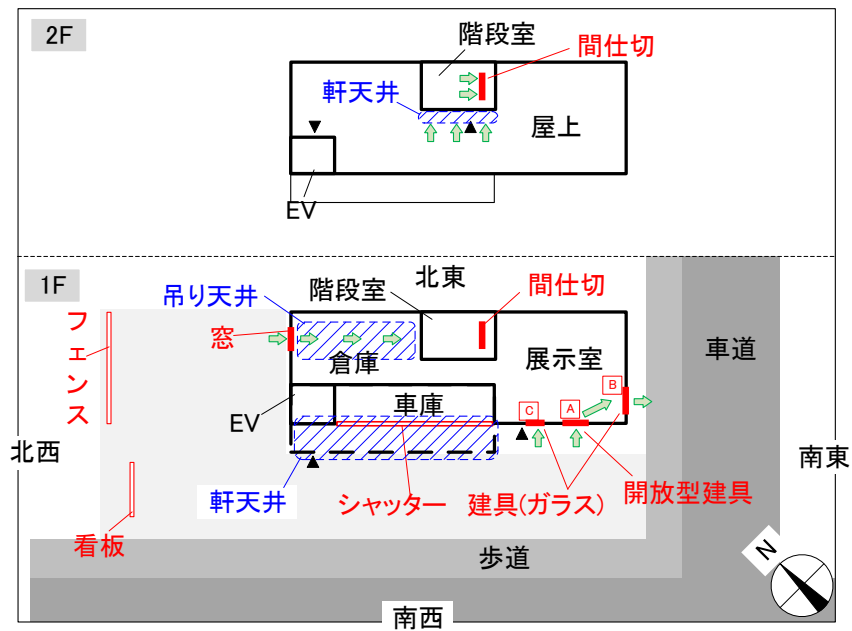 2F
階段室
間仕切
軒天井
屋上
EV
1F
北東
吊り天井
階段室
間仕切
フェンス
窓
倉庫
展示室
車道
B
車庫
C
A
EV
北西
南東
軒天井
シャッター
建具(ガラス)
開放型建具
看板
歩道
N
南西